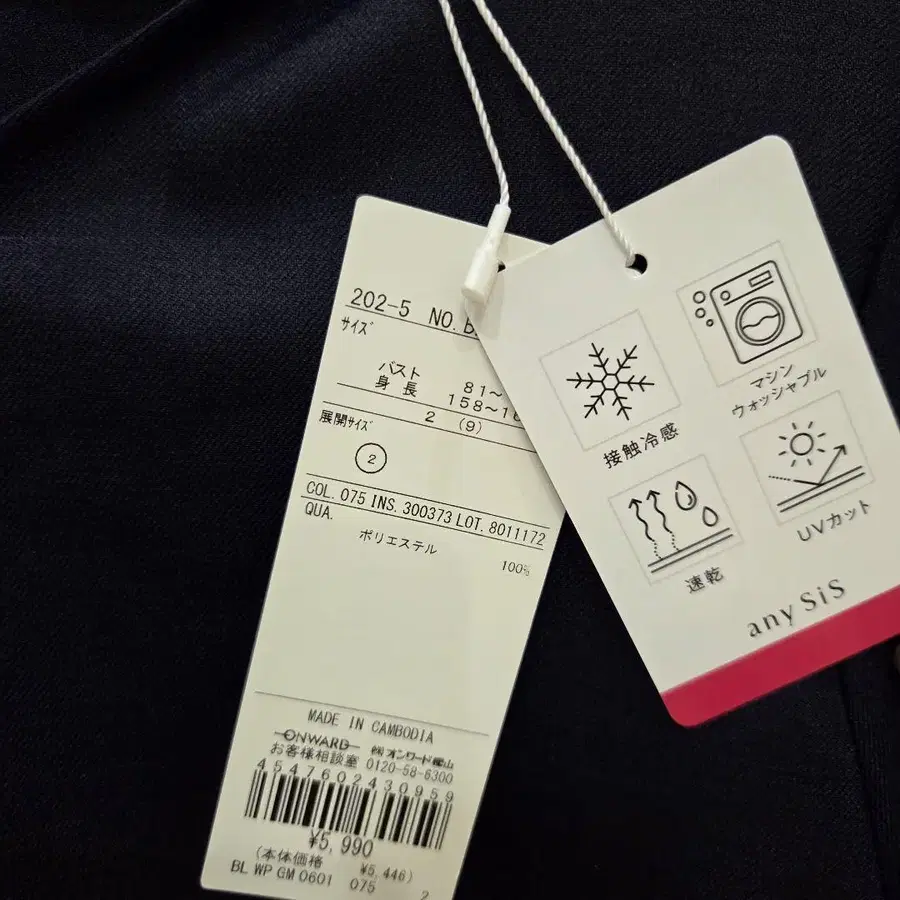 202-5 NO.
サイズ
バスト 81～
身長 158～
2 (9)
展開サイズ
2
COL. 075 INS. 300373 LOT. 8011172
QUA.
ポリエステル
100%
MADE IN CAMBODIA
ONWARD ㈱オンワード樫山
お客様相談室 0120-58-6300
4547602430959
¥5,990
(本体価格 ¥5,446)
BL WP GM 0601 075 2
接触冷感
マシン
ウォッシャブル
速乾
UVカット
any SiS